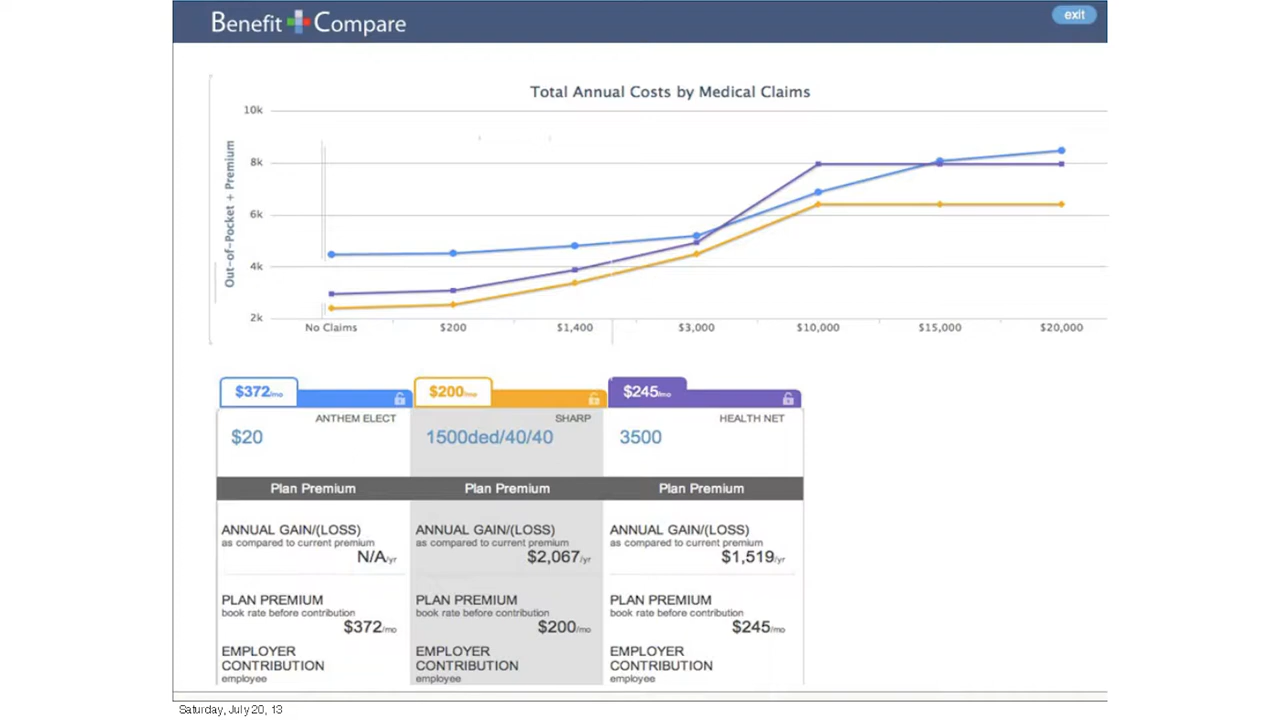 Benefit Compare
exit
Total Annual Costs by Medical Claims
Out-of-Pocket + Premium
10k
8k
6k
4k
2k
No Claims $200 $1,400 $3,000 $10,000 $15,000 $20,000
$372/mo $200/mo $245/mo
ANTHEM ELECT SHARP HEALTH NET
$20 1500ded/40/40 3500
Plan Premium Plan Premium Plan Premium
ANNUAL GAIN/(LOSS) ANNUAL GAIN/(LOSS) ANNUAL GAIN/(LOSS)
as compared to current premium as compared to current premium as compared to current premium
N/A/yr $2,067/yr $1,519/yr
PLAN PREMIUM PLAN PREMIUM PLAN PREMIUM
book rate before contribution book rate before contribution book rate before contribution
$372/mo $200/mo $245/mo
EMPLOYER EMPLOYER EMPLOYER
CONTRIBUTION CONTRIBUTION CONTRIBUTION
employee employee employee
Saturday, July 20, 13